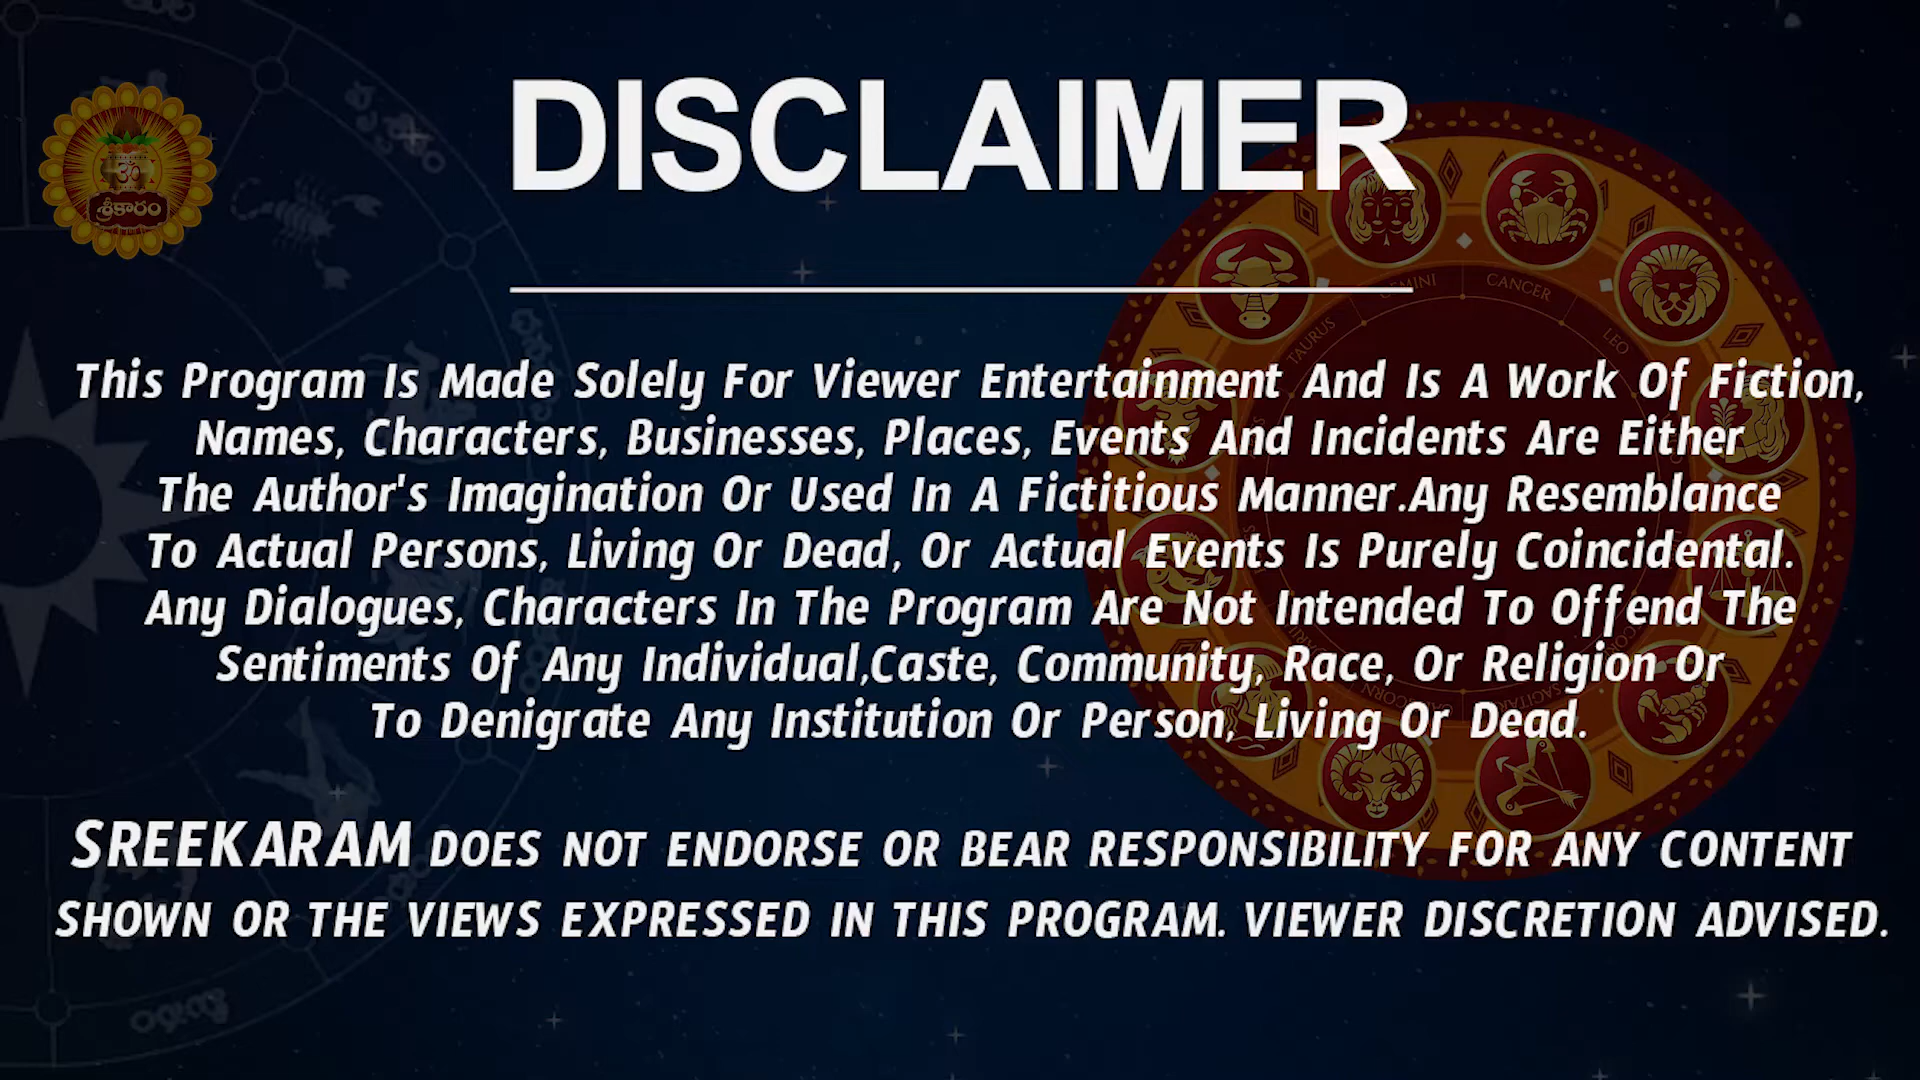 DISCLAIMER
ఓం
శ్రీకారం
GEMINI
CANCER
TAURUS
LEO
This Program Is Made Solely For Viewer Entertainment And Is A Work Of Fiction,
Names, Characters, Businesses, Places, Events And Incidents Are Either
The Author's Imagination Or Used In A Fictitious Manner.Any Resemblance
To Actual Persons, Living Or Dead, Or Actual Events Is Purely Coincidental.
Any Dialogues, Characters In The Program Are Not Intended To Offend The
Sentiments Of Any Individual,Caste, Community, Race, Or Religion Or
To Denigrate Any Institution Or Person, Living Or Dead.
SREEKARAM DOES NOT ENDORSE OR BEAR RESPONSIBILITY FOR ANY CONTENT
SHOWN OR THE VIEWS EXPRESSED IN THIS PROGRAM. VIEWER DISCRETION ADVISED.